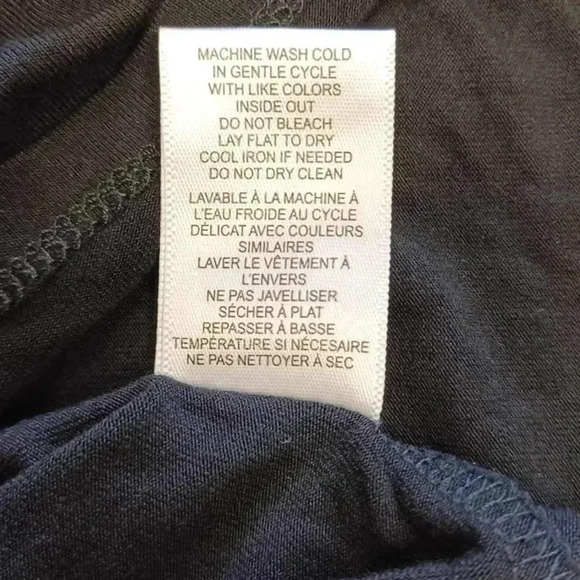 MACHINE WASH COLD
IN GENTLE CYCLE
WITH LIKE COLORS
INSIDE OUT
DO NOT BLEACH
LAY FLAT TO DRY
COOL IRON IF NEEDED
DO NOT DRY CLEAN
LAVABLE À LA MACHINE À
L'EAU FROIDE AU CYCLE
DÉLICAT AVEC COULEURS
SIMILAIRES
LAVER LE VÊTEMENT À
L'ENVERS
NE PAS JAVELLISER
SÉCHER À PLAT
REPASSER À BASSE
TEMPÉRATURE SI NÉCESAIRE
NE PAS NETTOYER À SEC